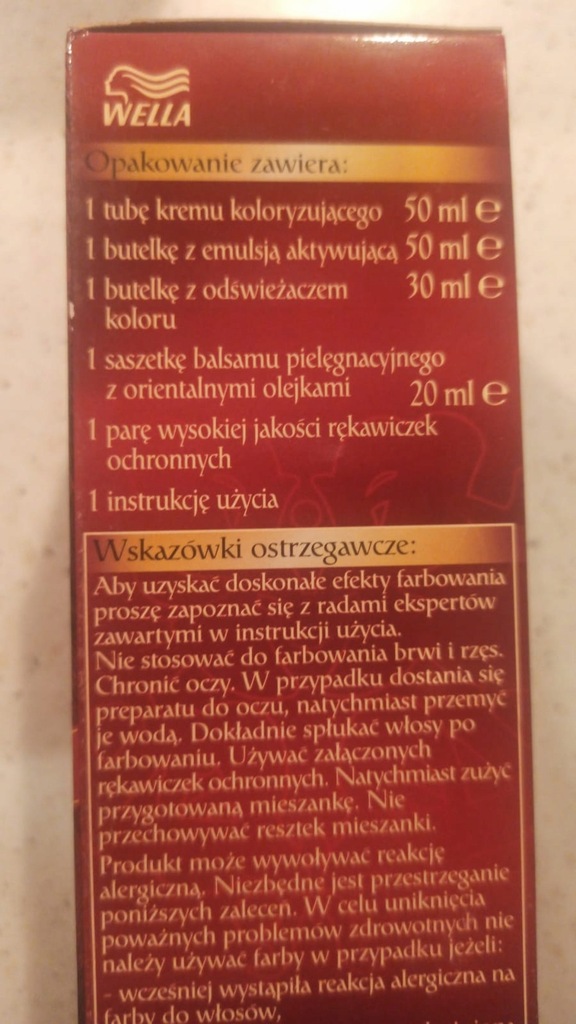 WELLA
Opakowanie zawiera:
1 tubę kremu koloryzującego 50 ml e
1 butelkę z emulsją aktywującą 50 ml e
1 butelkę z odświeżaczem 30 ml e
koloru
1 saszetkę balsamu pielęgnacyjnego
z orientalnymi olejkami 20 ml e
1 parę wysokiej jakości rękawiczek
ochronnych
1 instrukcję użycia
Wskazówki ostrzegawcze:
Aby uzyskać doskonałe efekty farbowania
proszę zapoznać się z radami ekspertów
zawartymi w instrukcji użycia.
Nie stosować do farbowania brwi i rzęs.
Chronić oczy. W przypadku dostania się
preparatu do oczu, natychmiast przemyć
je wodą. Dokładnie spłukać włosy po
farbowaniu. Używać załączonych
rękawiczek ochronnych. Natychmiast zużyć
przygotowaną mieszankę. Nie
przechowywać resztek mieszanki.
Produkt może wywoływać reakcję
alergiczną. Niezbędne jest przestrzeganie
poniższych zaleceń. W celu uniknięcia
poważnych problemów zdrowotnych nie
należy używać farby w przypadku jeżeli:
- wcześniej wystąpiła reakcja alergiczna na
farby do włosów,